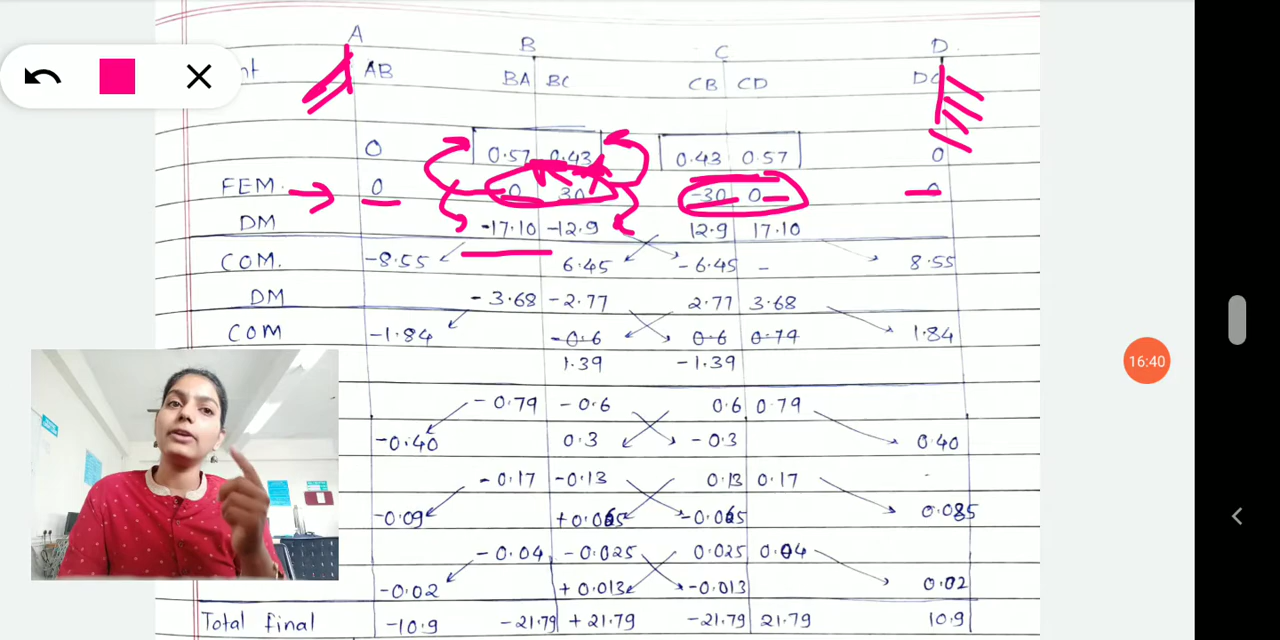 A B C D
nt AB BA BC CB CD DC
0 0.57 0.43 0.43 0.57 0
FEM. 0 0 30 -30 0 0
DM -17.10 -12.9 12.9 17.10
COM. -8.55 6.45 -6.45 - 8.55
DM -3.68 -2.77 2.77 3.68
COM -1.84 -0.6 0.6 0.79 1.84
1.39 -1.39
-0.79 -0.6 0.6 0.79
-0.40 0.3 -0.3 0.40
-0.17 -0.13 0.13 0.17 -
-0.09 +0.065 -0.065 0.085
-0.04 -0.025 0.025 0.04
-0.02 +0.013 -0.013 0.02
Total final -10.9 -21.79 +21.79 -21.79 21.79 10.9
16:40